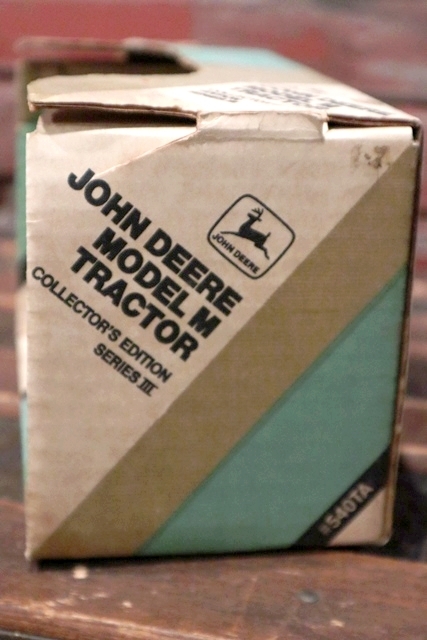 JOHN DEERE
MODEL M
TRACTOR
COLLECTOR'S EDITION
SERIES III
JOHN DEERE
540TA